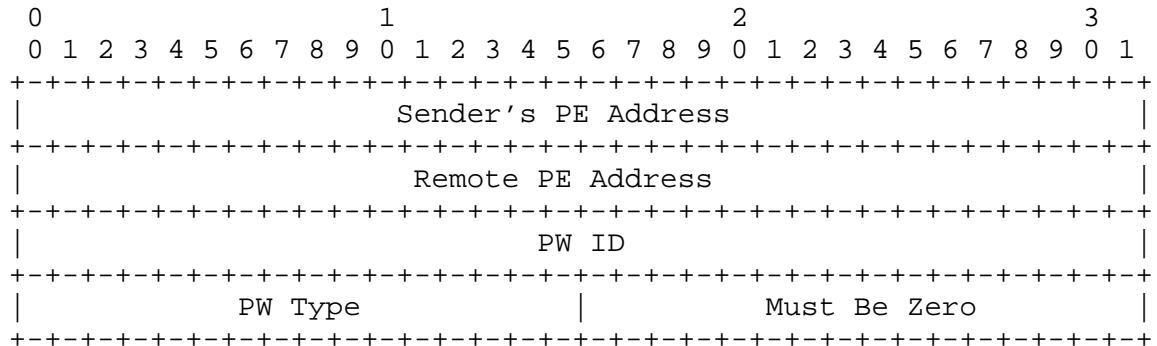 0                   1                   2                   3
 0 1 2 3 4 5 6 7 8 9 0 1 2 3 4 5 6 7 8 9 0 1 2 3 4 5 6 7 8 9 0 1
+-+-+-+-+-+-+-+-+-+-+-+-+-+-+-+-+-+-+-+-+-+-+-+-+-+-+-+-+-+-+-+-+
|                     Sender’s PE Address                       |
+-+-+-+-+-+-+-+-+-+-+-+-+-+-+-+-+-+-+-+-+-+-+-+-+-+-+-+-+-+-+-+-+
|                      Remote PE Address                        |
+-+-+-+-+-+-+-+-+-+-+-+-+-+-+-+-+-+-+-+-+-+-+-+-+-+-+-+-+-+-+-+-+
|                             PW ID                             |
+-+-+-+-+-+-+-+-+-+-+-+-+-+-+-+-+-+-+-+-+-+-+-+-+-+-+-+-+-+-+-+-+
|            PW Type            |          Must Be Zero         |
+-+-+-+-+-+-+-+-+-+-+-+-+-+-+-+-+-+-+-+-+-+-+-+-+-+-+-+-+-+-+-+-+